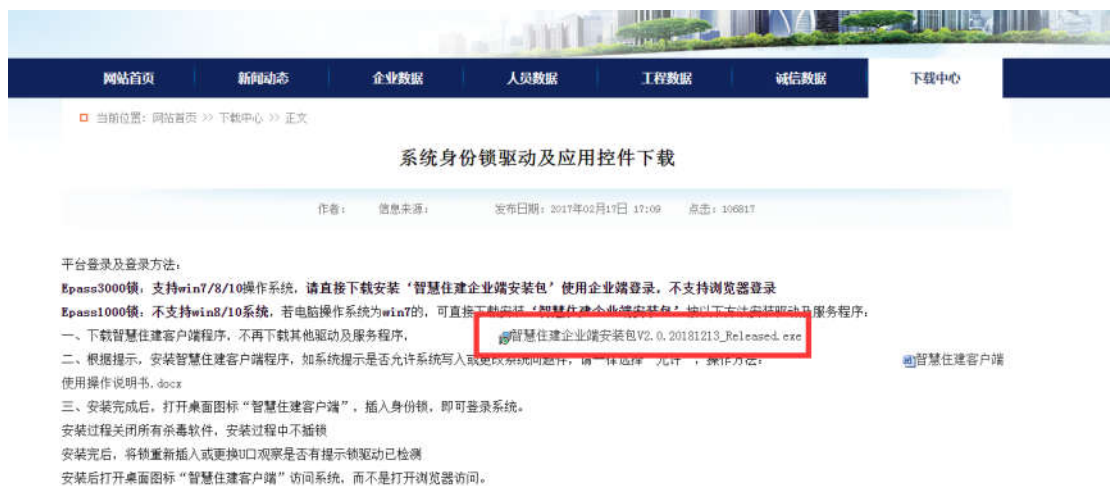 网站首页 新闻动态 企业数据 人员数据 工程数据 诚信数据 下载中心
当前位置：网站首页 >> 下载中心 >> 正文
系统身份锁驱动及应用控件下载
作者： 信息来源： 发布日期：2017年02月17日 17:09 点击：106817
平台登录及登录方法：
Epass3000锁，支持win7/8/10操作系统，请直接下载安装‘智慧住建企业端安装包’使用企业端登录，不支持浏览器登录
Epass1000锁：不支持win8/10系统，若电脑操作系统为win7的，可直接下载安装‘智慧住建企业端安装包’按以下方法安装驱动及服务程序：
一、下载智慧住建客户端程序，不再下载其他驱动及服务程序， 智慧住建企业端安装包V2.0.20181213_Released.exe
二、根据提示，安装智慧住建客户端程序，如系统提示是否允许系统写入或更改系统问题件，请一律选择“允许”，操作方法： 智慧住建客户端
使用操作说明书.docx
三、安装完成后，打开桌面图标“智慧住建客户端”，插入身份锁，即可登录系统。
安装过程关闭所有杀毒软件，安装过程中不插锁
安装完后，将锁重新插入或更换U口观察是否有提示锁驱动已检测
安装后打开桌面图标“智慧住建客户端”访问系统，而不是打开浏览器访问。